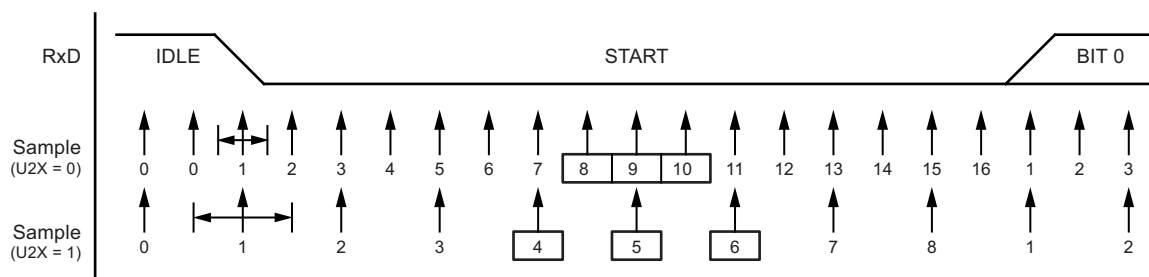 RxD IDLE START BIT 0
Sample
(U2X = 0)
0 0 1 2 3 4 5 6 7 8 9 10 11 12 13 14 15 16 1 2 3
Sample
(U2X = 1)
0 1 2 3 4 5 6 7 8 1 2